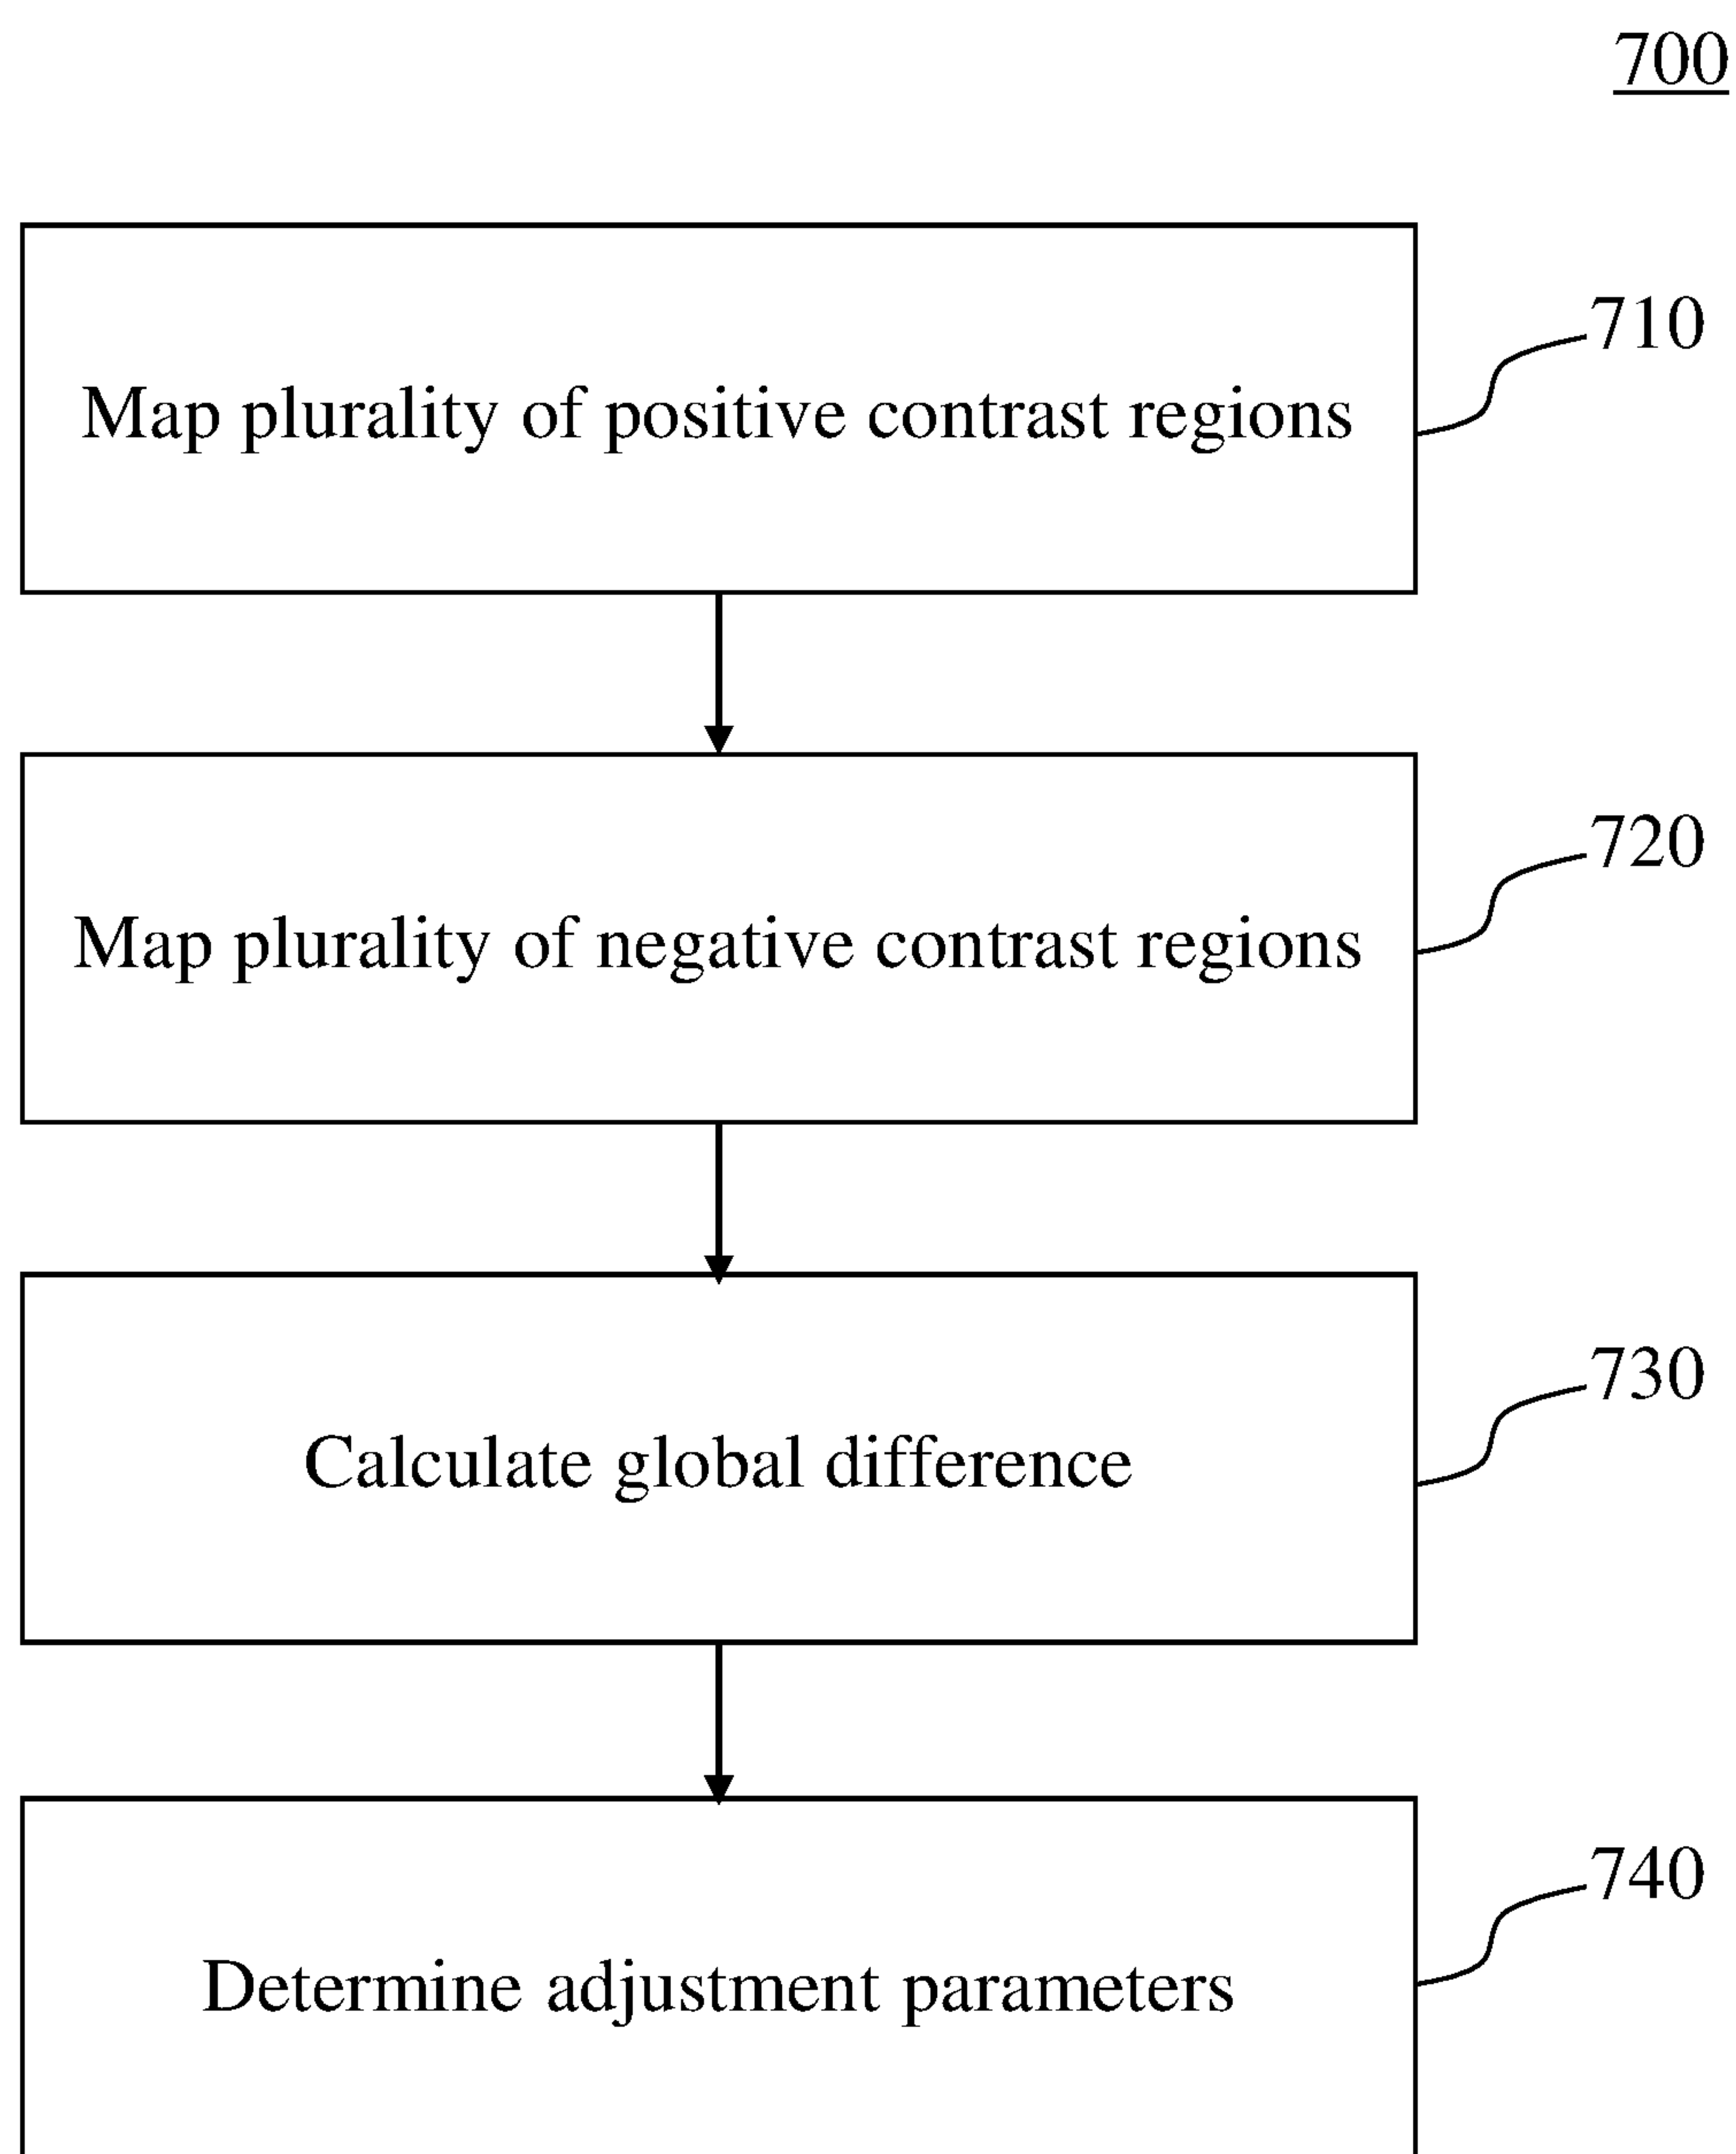 700
Map plurality of positive contrast regions
710
Map plurality of negative contrast regions
720
Calculate global difference
730
Determine adjustment parameters
740